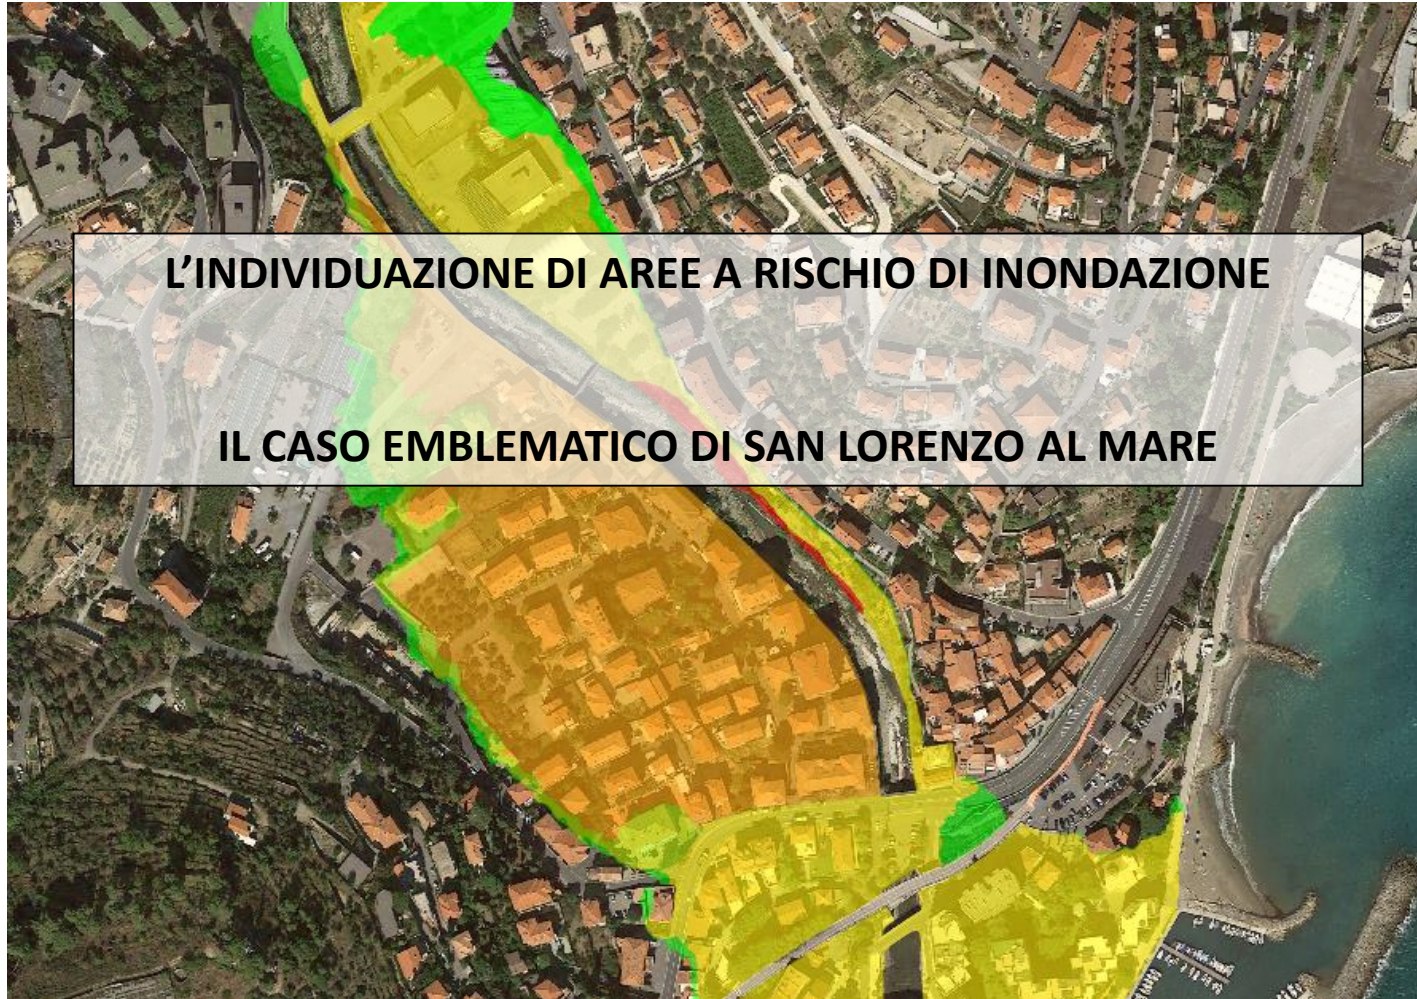 L’INDIVIDUAZIONE DI AREE A RISCHIO DI INONDAZIONE
IL CASO EMBLEMATICO DI SAN LORENZO AL MARE